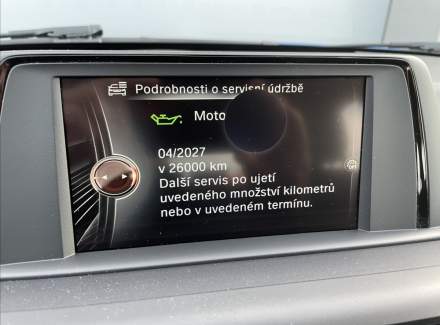 Podrobnosti o servisní údržbě
Moto
04/2027
v 26000 km
Další servis po ujetí
uvedeného množství kilometrů
nebo v uvedeném termínu.